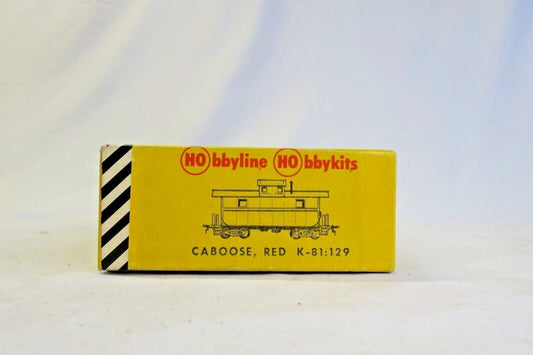 HObbyline HObbykits
CABOOSE, RED K-81:129